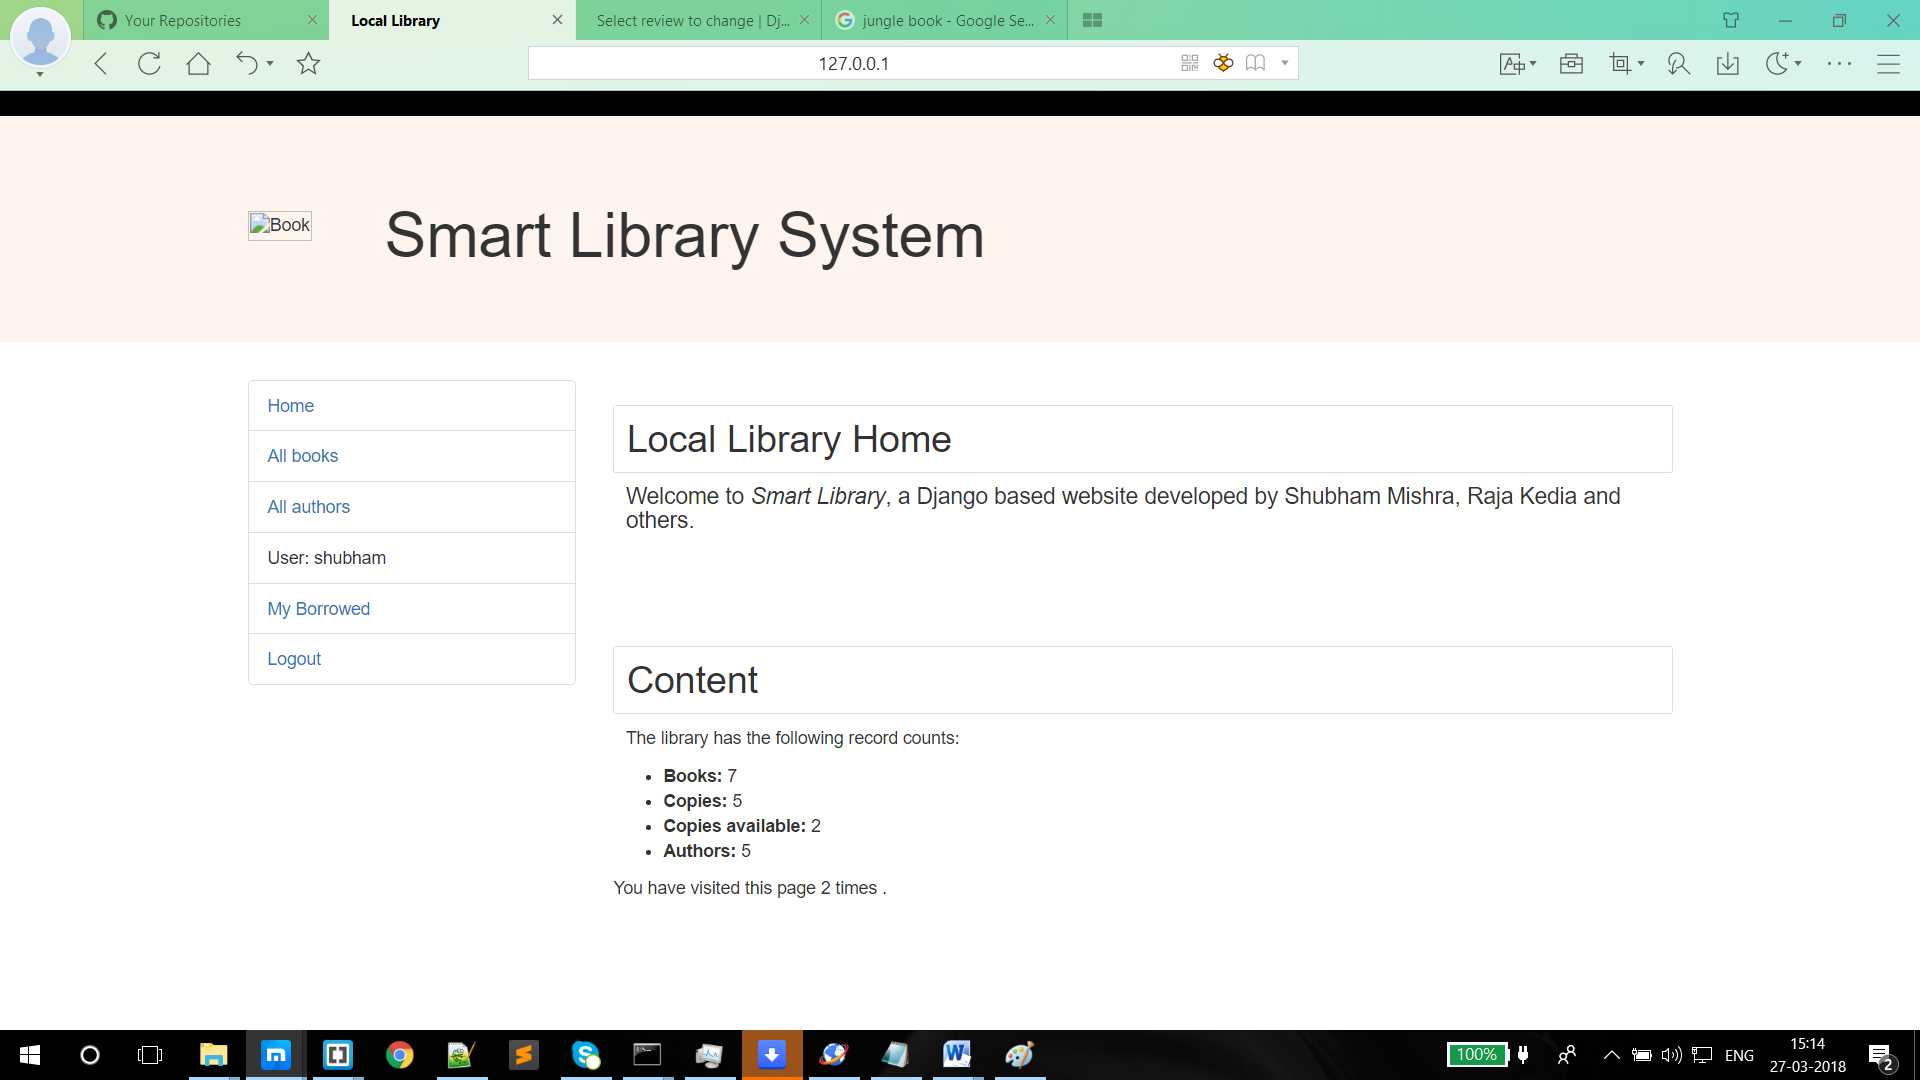 Your Repositories
Local Library
Select review to change | Dj...
jungle book - Google Se...
127.0.0.1
Book
Smart Library System
Home
All books
All authors
User: shubham
My Borrowed
Logout
Local Library Home
Welcome to Smart Library, a Django based website developed by Shubham Mishra, Raja Kedia and
others.
Content
The library has the following record counts:
• Books: 7
• Copies: 5
• Copies available: 2
• Authors: 5
You have visited this page 2 times .
100%
ENG
15:14
27-03-2018
2